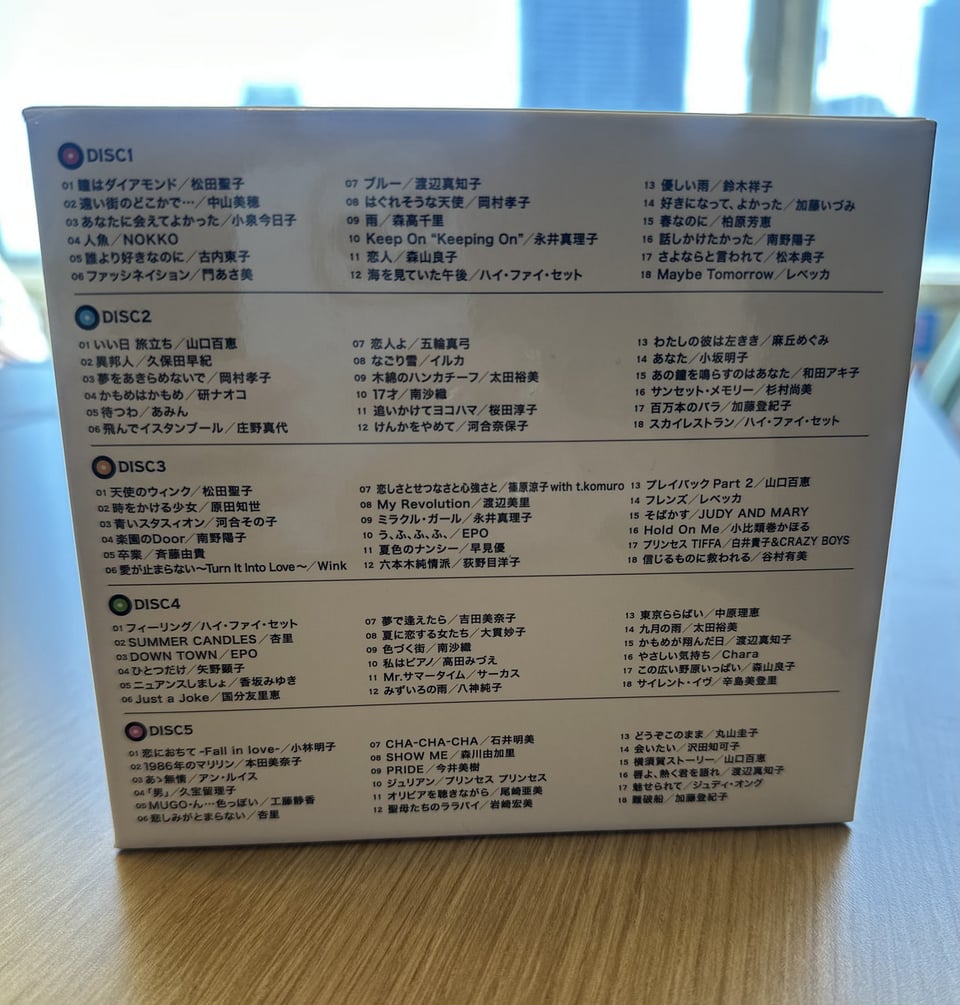 DISC1
01 瞳はダイアモンド／松田聖子
02 遠い街のどこかで…／中山美穂
03 あなたに会えてよかった／小泉今日子
04 人魚／NOKKO
05 誰より好きなのに／古内東子
06 ファッシネイション／門あさ美
07 ブルー／渡辺真知子
08 はぐれそうな天使／岡村孝子
09 雨／森高千里
10 Keep On “Keeping On”／永井真理子
11 恋人／森山良子
12 海を見ていた午後／ハイ・ファイ・セット
13 優しい雨／鈴木祥子
14 好きになって、よかった／加藤いづみ
15 春なのに／柏原芳恵
16 話しかけたかった／南野陽子
17 さよならと言われて／松本典子
18 Maybe Tomorrow／レベッカ
DISC2
01 いい日 旅立ち／山口百恵
02 異邦人／久保田早紀
03 夢をあきらめないで／岡村孝子
04 かもめはかもめ／研ナオコ
05 待つわ／あみん
06 飛んでイスタンブール／庄野真代
07 恋人よ／五輪真弓
08 なごり雪／イルカ
09 木綿のハンカチーフ／太田裕美
10 17才／南沙織
11 追いかけてヨコハマ／桜田淳子
12 けんかをやめて／河合奈保子
13 わたしの彼は左きき／麻丘めぐみ
14 あなた／小坂明子
15 あの鐘を鳴らすのはあなた／和田アキ子
16 サンセット・メモリー／杉村尚美
17 百万本のバラ／加藤登紀子
18 スカイレストラン／ハイ・ファイ・セット
DISC3
01 天使のウィンク／松田聖子
02 時をかける少女／原田知世
03 青いスタスィオン／河合その子
04 楽園のDoor／南野陽子
05 卒業／斉藤由貴
06 愛が止まらない〜Turn It Into Love〜／Wink
07 恋しさとせつなさと心強さと／篠原涼子 with t.komuro
08 My Revolution／渡辺美里
09 ミラクル・ガール／永井真理子
10 う、ふ、ふ、ふ、／EPO
11 夏色のナンシー／早見優
12 六本木純情派／荻野目洋子
13 プレイバック Part 2／山口百恵
14 フレンズ／レベッカ
15 そばかす／JUDY AND MARY
16 Hold On Me／小比類巻かほる
17 プリンセス TIFFA／白井貴子&CRAZY BOYS
18 信じるものに救われる／谷村有美
DISC4
01 フィーリング／ハイ・ファイ・セット
02 SUMMER CANDLES／杏里
03 DOWN TOWN／EPO
04 ひとつだけ／矢野顕子
05 ニュアンスしましょ／香坂みゆき
06 Just a Joke／国分友里恵
07 夢で逢えたら／吉田美奈子
08 夏に恋する女たち／大貫妙子
09 色づく街／南沙織
10 私はピアノ／高田みづえ
11 Mr.サマータイム／サーカス
12 みずいろの雨／八神純子
13 東京ららばい／中原理恵
14 九月の雨／太田裕美
15 かもめが翔んだ日／渡辺真知子
16 やさしい気持ち／Chara
17 この広い野原いっぱい／森山良子
18 サイレント・イヴ／辛島美登里
DISC5
01 恋におちて -Fall in love-／小林明子
02 1986年のマリリン／本田美奈子
03 あゝ無情／アン・ルイス
04 「男」／久宝留理子
05 MUGO・ん…色っぽい／工藤静香
06 悲しみがとまらない／杏里
07 CHA-CHA-CHA／石井明美
08 SHOW ME／森川由加里
09 PRIDE／今井美樹
10 ジュリアン／プリンセス プリンセス
11 オリビアを聴きながら／尾崎亜美
12 聖母たちのララバイ／岩崎宏美
13 どうぞこのまま／丸山圭子
14 会いたい／沢田知可子
15 横須賀ストーリー／山口百恵
16 唇よ、熱く君を語れ／渡辺真知子
17 魅せられて／ジュディ・オング
18 難破船／加藤登紀子